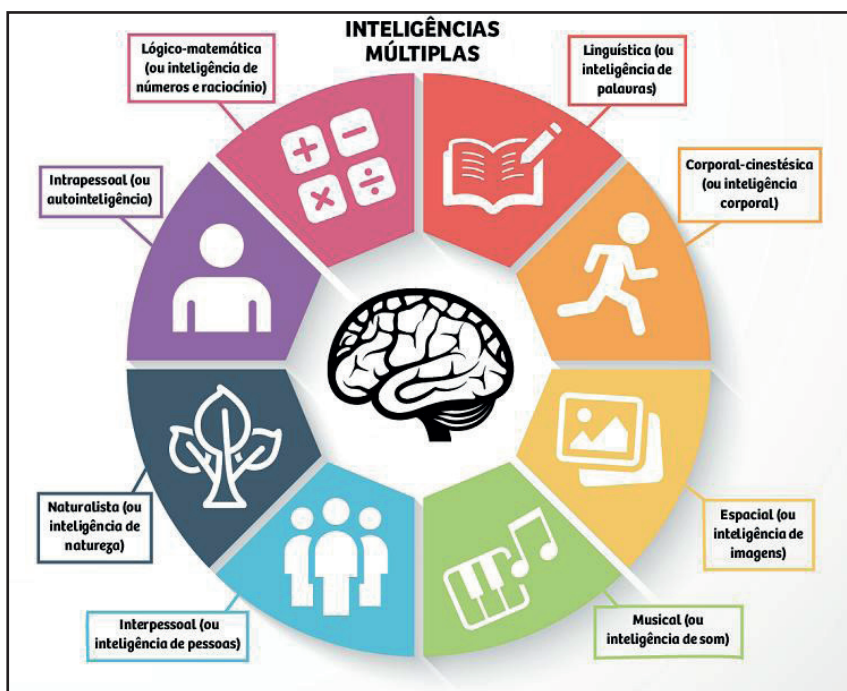 INTELIGÊNCIAS
MÚLTIPLAS
Lógico-matemática
(ou inteligência de
números e raciocínio)
Linguística (ou
inteligência de
palavras)
Intrapessoal (ou
autointeligência)
Corporal-cinestésica
(ou inteligência
corporal)
Naturalista (ou
inteligência de
natureza)
Espacial (ou
inteligência de
imagens)
Interpessoal (ou
inteligência de pessoas)
Musical (ou
inteligência de som)